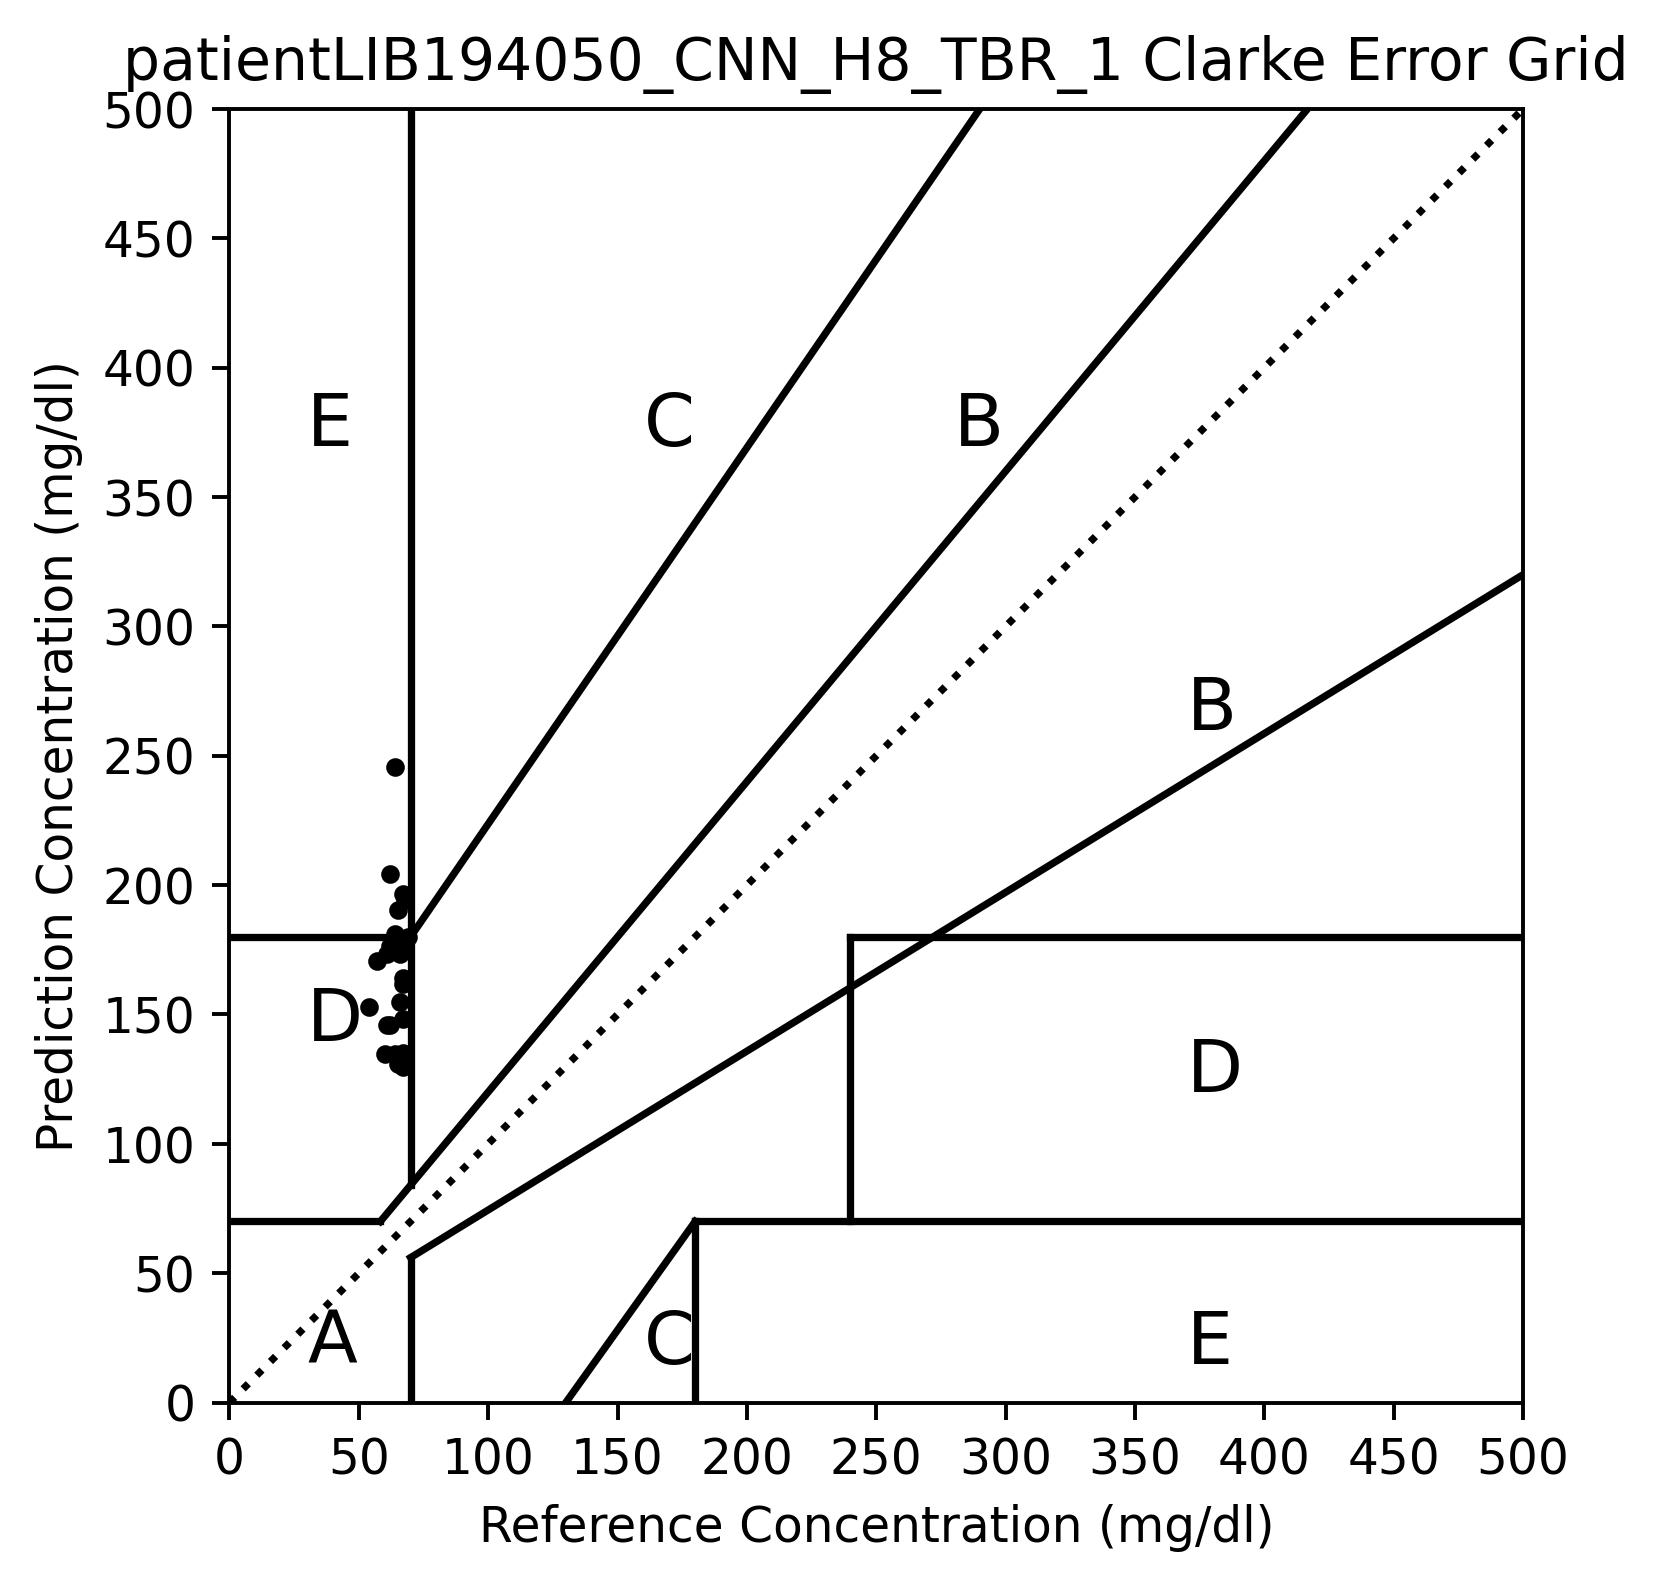 patientLIB194050_CNN_H8_TBR_1 Clarke Error Grid
500
450
400
350
300
250
200
150
100
50
0
Prediction Concentration (mg/dl)
E
C
B
B
D
D
A
C
E
0 50 100 150 200 250 300 350 400 450 500
Reference Concentration (mg/dl)